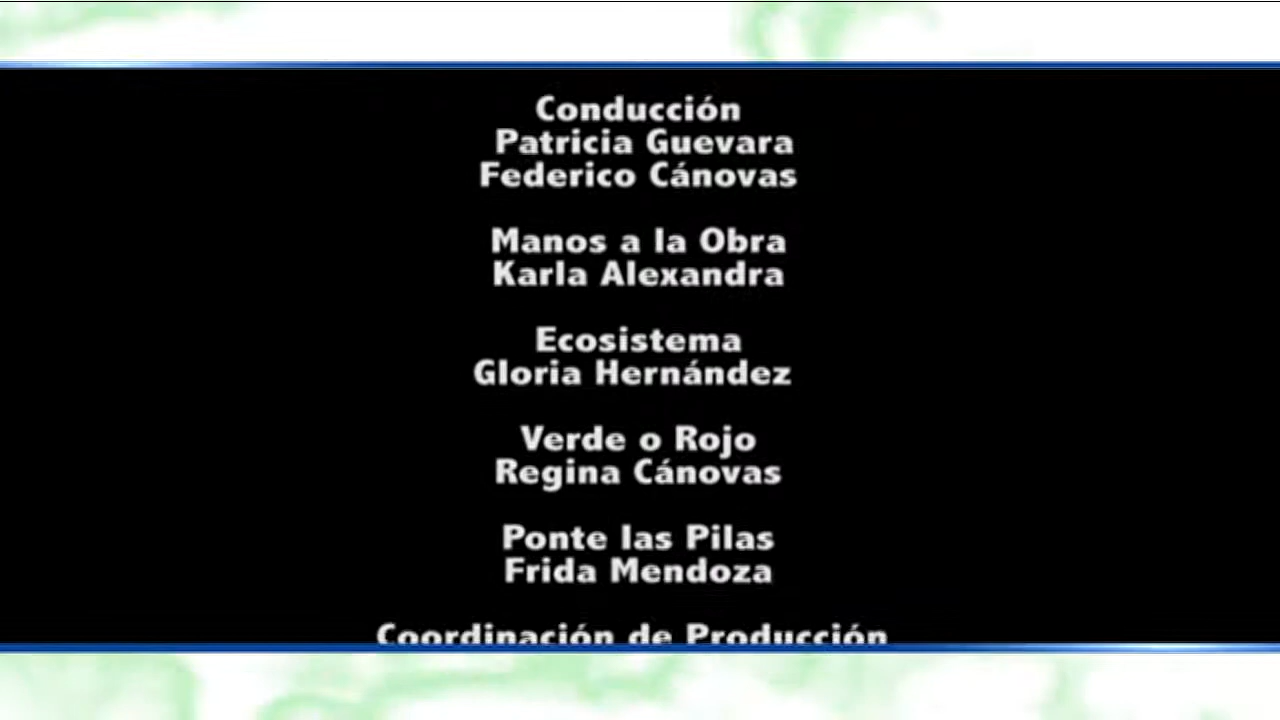 Conducción
Patricia Guevara
Federico Cánovas
Manos a la Obra
Karla Alexandra
Ecosistema
Gloria Hernández
Verde o Rojo
Regina Cánovas
Ponte las Pilas
Frida Mendoza
Coordinación de Producción